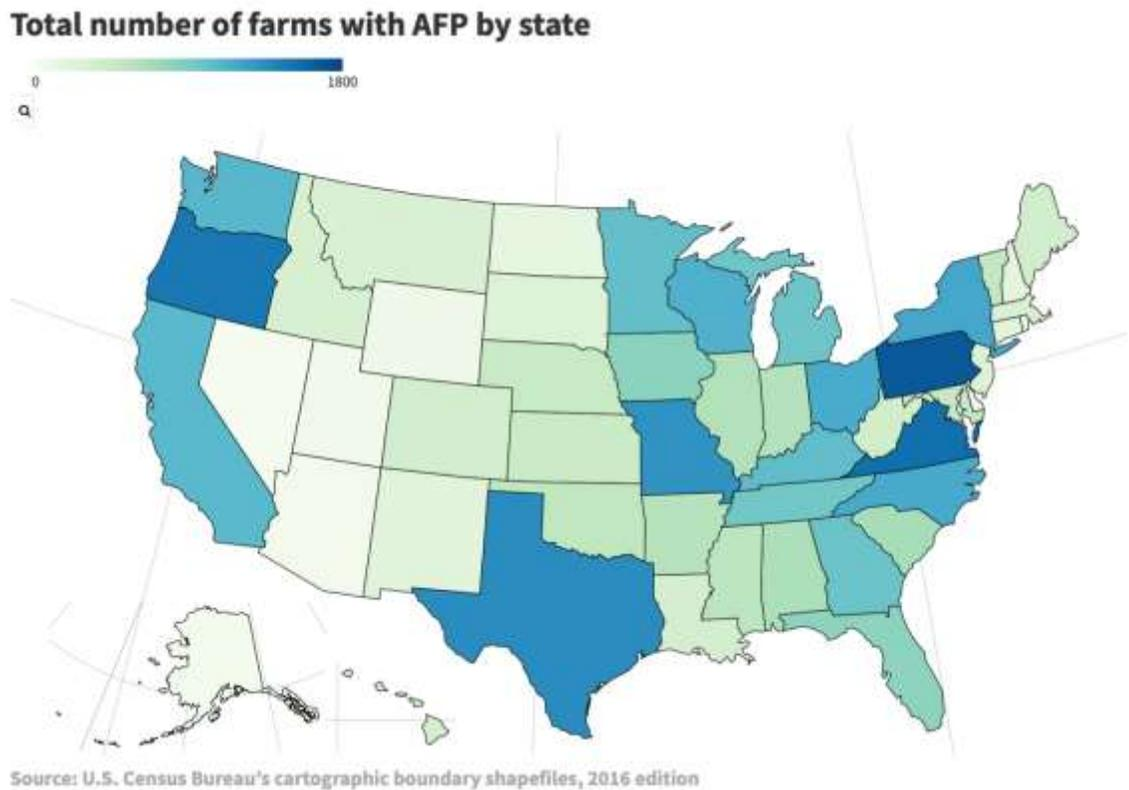 Total number of farms with AFP by state
0 1800
Source: U.S. Census Bureau's cartographic boundary shapefiles, 2016 edition